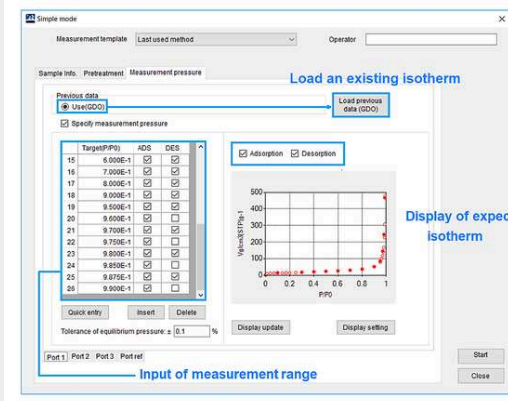 Simple mode
Measurement template Last used method Operator
Sample Info. Pretreatment Measurement pressure
Load an existing isotherm
Previous data
Use(GDO)
Load previous
data (GDO)
Specify measurement pressure
Target(P/P0) ADS DES
15 6.000E-1
16 7.000E-1
17 8.000E-1
18 9.000E-1
19 9.500E-1
20 9.600E-1
21 9.700E-1
22 9.750E-1
23 9.800E-1
24 9.850E-1
25 9.875E-1
26 9.900E-1
Adsorption Desorption
500
400
300
200
100
0
0 0.2 0.4 0.6 0.8 1
P/P0
Display of expec
isotherm
Quick entry Insert Delete
Tolerance of equilibrium pressure: ± 0.1 %
Display update Display setting
Port 1 Port 2 Port 3 Port ref
Input of measurement range
Start
Close